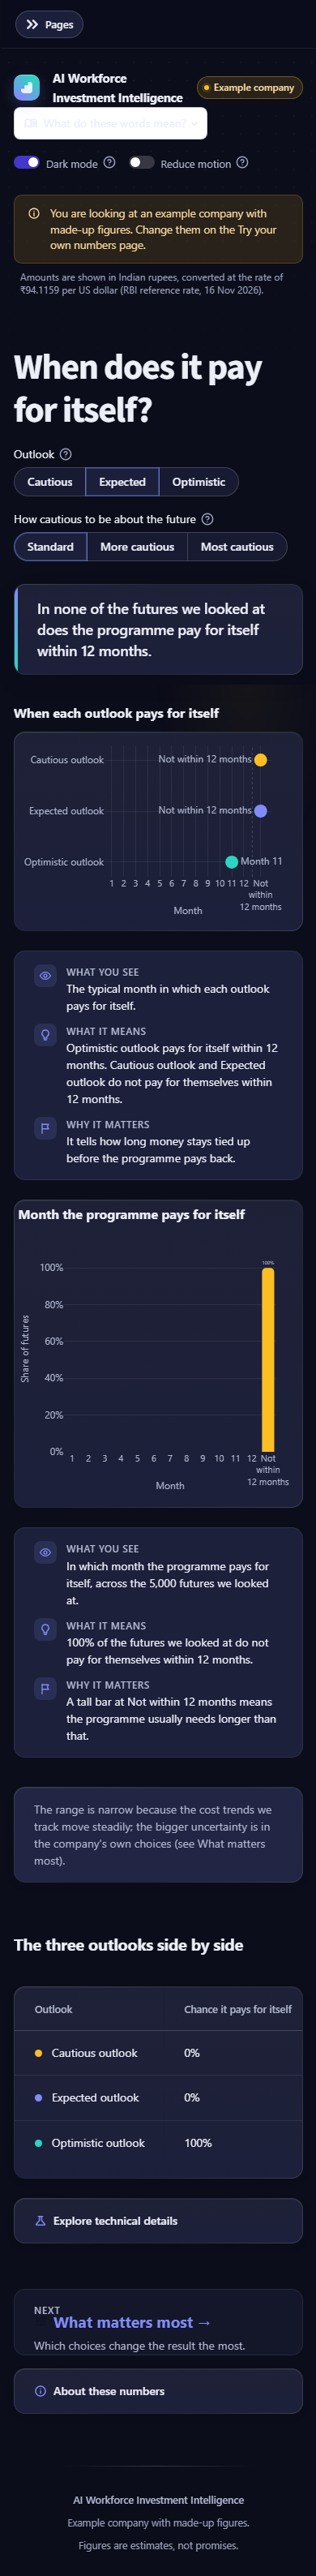 Pages
AI Workforce
Investment Intelligence
Example company
What do these words mean?
Dark mode
Reduce motion
You are looking at an example company with
made-up figures. Change them on the Try your
own numbers page.
Amounts are shown in Indian rupees, converted at the rate of
₹94.1159 per US dollar (RBI reference rate, 16 Nov 2026).
When does it pay
for itself?
Outlook
Cautious Expected Optimistic
How cautious to be about the future
Standard More cautious Most cautious
In none of the futures we looked at
does the programme pay for itself
within 12 months.
When each outlook pays for itself
Cautious outlook Not within 12 months
Expected outlook Not within 12 months
Optimistic outlook Month 11
1 2 3 4 5 6 7 8 9 10 11 12 Not
within
12 months
Month
WHAT YOU SEE
The typical month in which each outlook
pays for itself.
WHAT IT MEANS
Optimistic outlook pays for itself within 12
months. Cautious outlook and Expected
outlook do not pay for themselves within
12 months.
WHY IT MATTERS
It tells how long money stays tied up
before the programme pays back.
Month the programme pays for itself
100%
100%
80%
60%
40%
20%
0%
Share of futures
1 2 3 4 5 6 7 8 9 10 11 12 Not
within
12 months
Month
WHAT YOU SEE
In which month the programme pays for
itself, across the 5,000 futures we looked
at.
WHAT IT MEANS
100% of the futures we looked at do not
pay for themselves within 12 months.
WHY IT MATTERS
A tall bar at Not within 12 months means
the programme usually needs longer than
that.
The range is narrow because the cost trends we
track move steadily; the bigger uncertainty is in
the company's own choices (see What matters
most).
The three outlooks side by side
Outlook Chance it pays for itself
Cautious outlook 0%
Expected outlook 0%
Optimistic outlook 100%
Explore technical details
NEXT
What matters most →
Which choices change the result the most.
About these numbers
AI Workforce Investment Intelligence
Example company with made-up figures.
Figures are estimates, not promises.